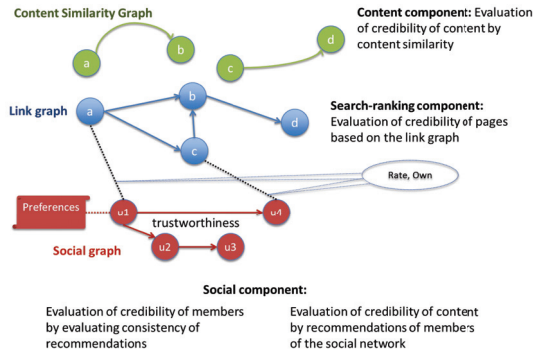 Content Similarity Graph
Content component: Evaluation
of credibility of content by
content similarity
a
b
c
d
Link graph
a
b
c
d
Search-ranking component:
Evaluation of credibility of pages
based on the link graph
Rate, Own
Preferences
u1
u4
trustworthiness
Social graph
u2
u3
Social component:
Evaluation of credibility of members
by evaluating consistency of
recommendations
Evaluation of credibility of content
by recommendations of members
of the social network